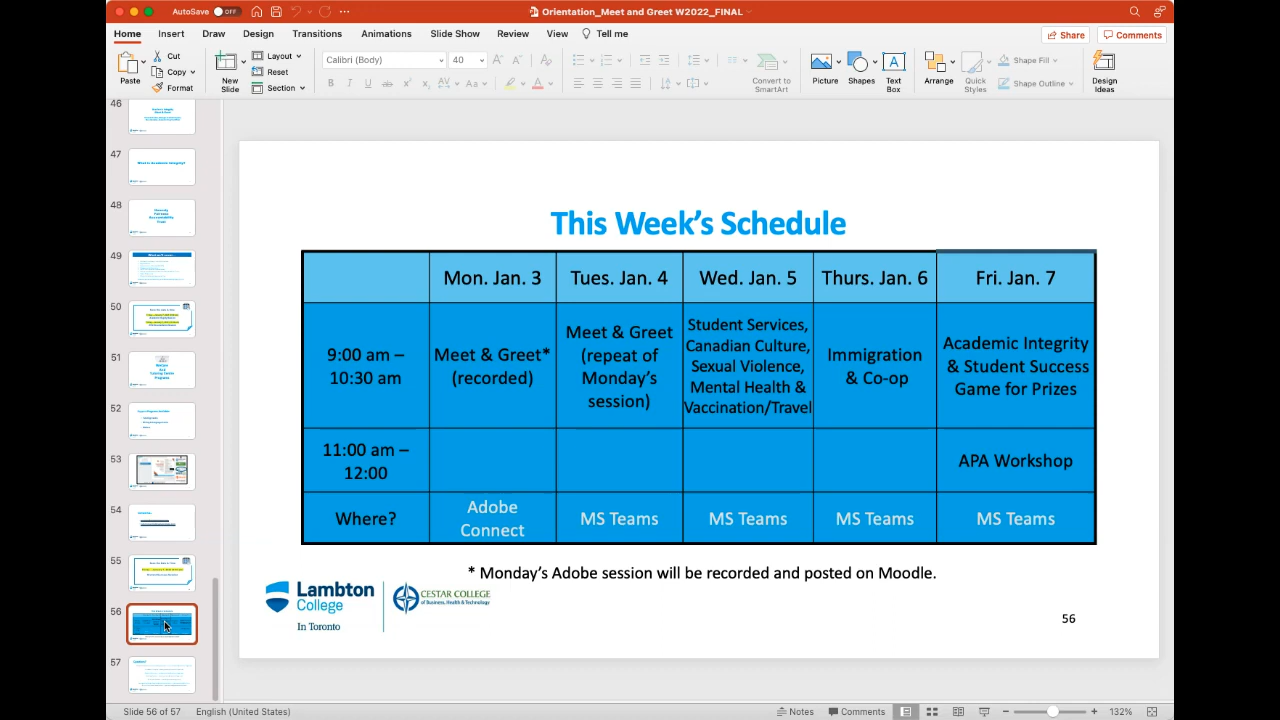 AutoSave OFF
Orientation_Meet and Greet W2022_FINAL
Home Insert Draw Design Transitions Animations Slide Show Review View Tell me
Share Comments
Paste
Cut
Copy
Format
New Slide
Layout
Reset
Section
Calibri (Body) 40
Convert to SmartArt
Picture
Shapes
Text Box
Arrange
Quick Styles
Shape Fill
Shape Outline
Design Ideas
46
47
48
49
50
51
52
53
54
55
56
57
This Week's Schedule
Mon. Jan. 3 Tues. Jan. 4 Wed. Jan. 5 Thurs. Jan. 6 Fri. Jan. 7
9:00 am –
10:30 am
Meet & Greet*
(recorded)
Meet & Greet
(repeat of
Monday's
session)
Student Services,
Canadian Culture,
Sexual Violence,
Mental Health &
Vaccination/Travel
Immigration
& Co-op
Academic Integrity
& Student Success
Game for Prizes
11:00 am –
12:00
APA Workshop
Where?
Adobe
Connect
MS Teams
MS Teams
MS Teams
MS Teams
* Monday's Adobe session will be recorded and posted on Moodle.
Lambton
College
In Toronto
CESTAR COLLEGE
of Business, Health & Technology
56
Slide 56 of 57 English (United States)
Notes Comments 132%